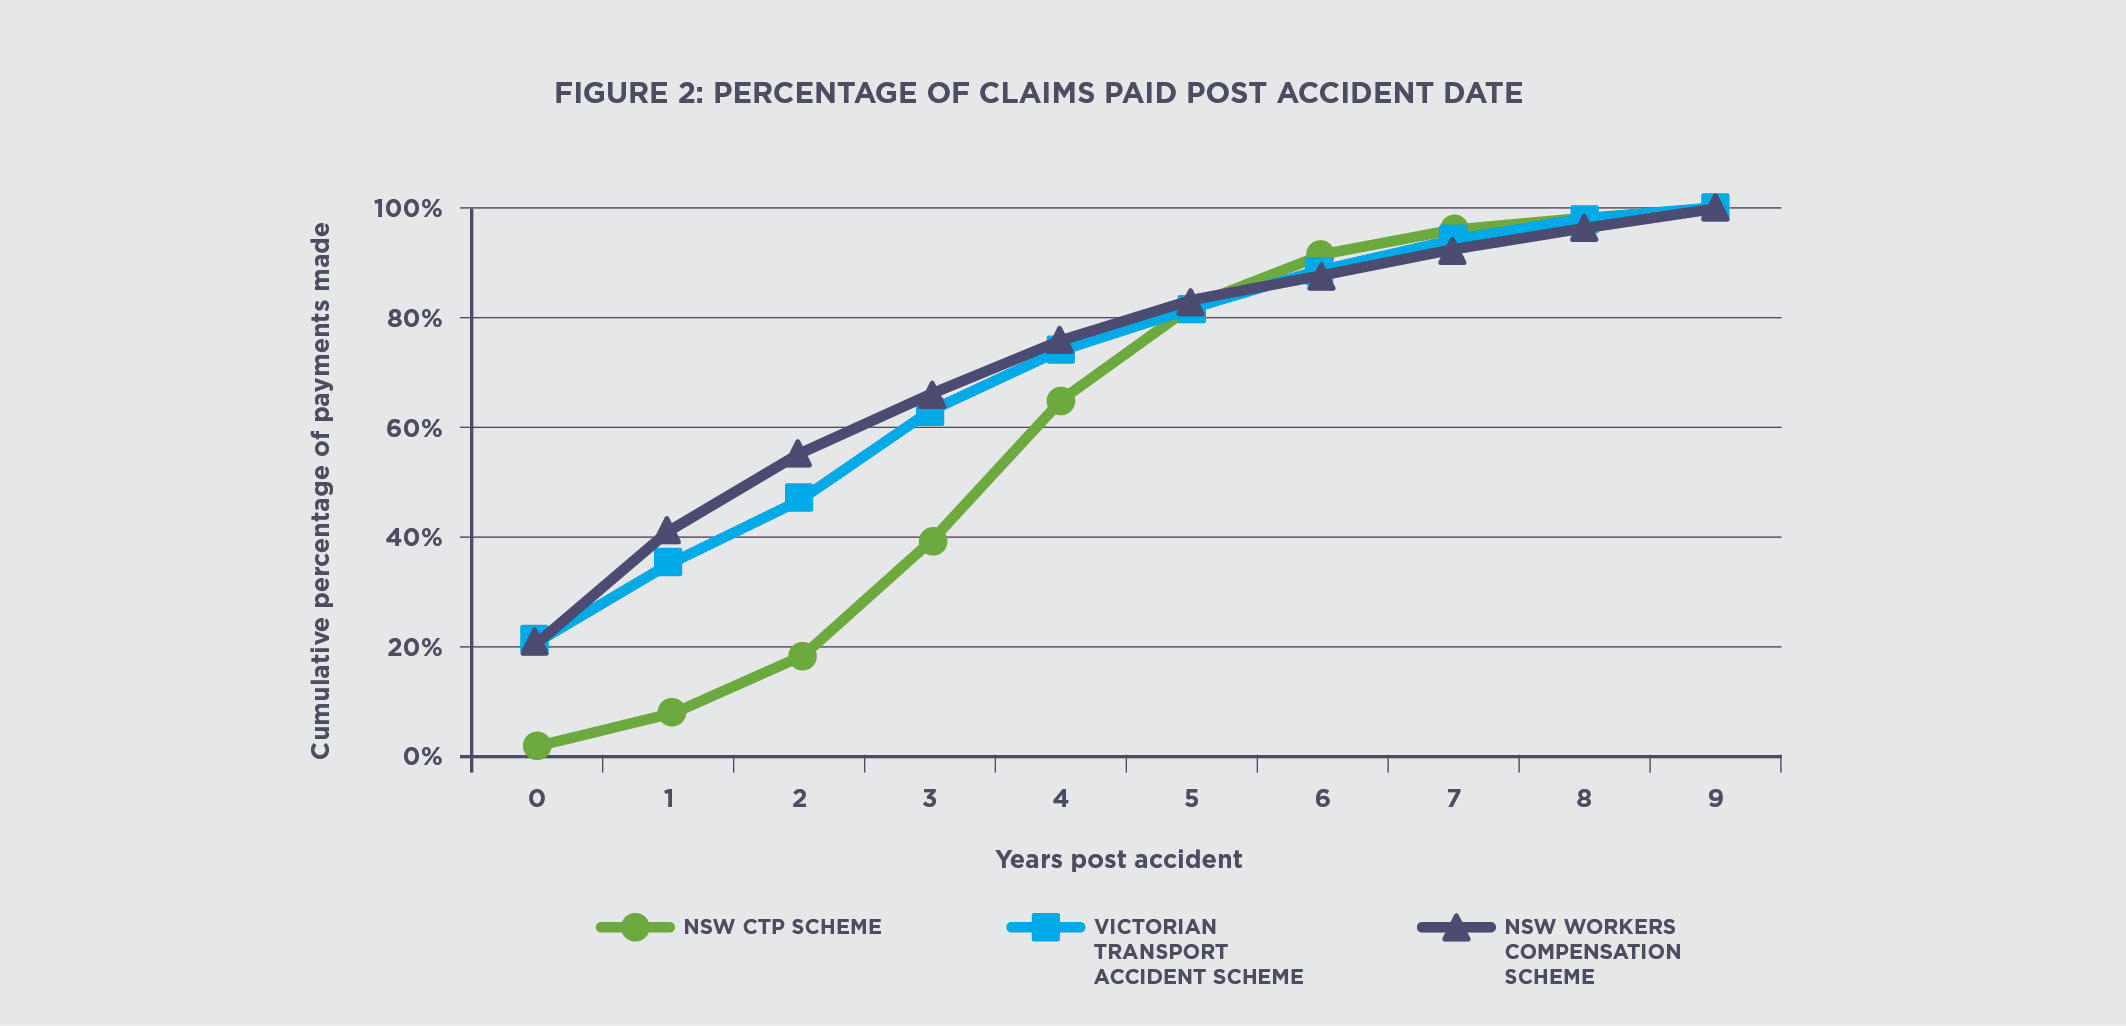 FIGURE 2: PERCENTAGE OF CLAIMS PAID POST ACCIDENT DATE
Cumulative percentage of payments made
100%
80%
60%
40%
20%
0%
0 1 2 3 4 5 6 7 8 9
Years post accident
NSW CTP SCHEME
VICTORIAN
TRANSPORT
ACCIDENT SCHEME
NSW WORKERS
COMPENSATION
SCHEME